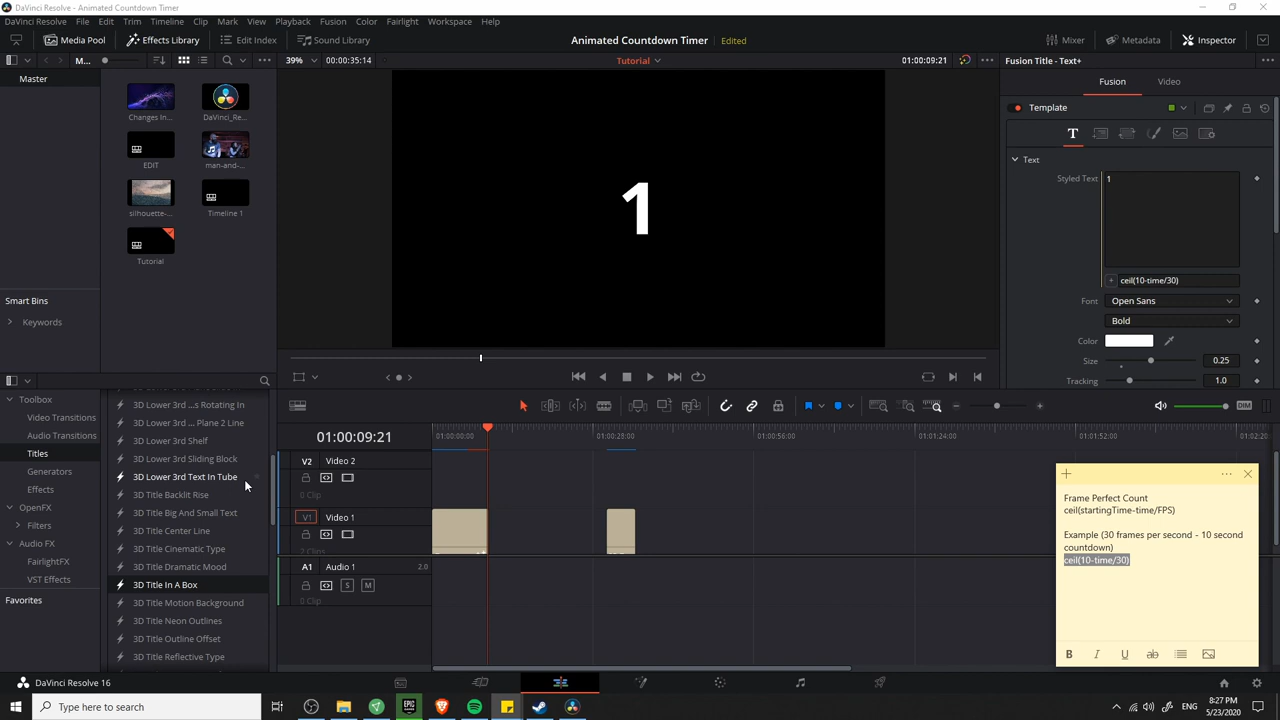 DaVinci Resolve - Animated Countdown Timer
DaVinci Resolve File Edit Trim Timeline Clip Mark View Playback Fusion Color Fairlight Workspace Help
Media Pool Effects Library Edit Index Sound Library Animated Countdown Timer Edited Mixer Metadata Inspector
M... 39% 00:00:35:14 Tutorial 01:00:09:21 Fusion Title - Text+
Master
Changes In...
DaVinci_Re...
EDIT
man-and-...
silhouette-...
Timeline 1
Tutorial
Smart Bins
Keywords
1
Fusion Video
Template
Text
Styled Text 1
ceil(10-time/30)
Font Open Sans
Bold
Color
Size 0.25
Tracking 1.0
Toolbox
Video Transitions
Audio Transitions
Titles
Generators
Effects
OpenFX
Filters
Audio FX
FairlightFX
VST Effects
Favorites
3D Lower 3rd ...s Rotating In
3D Lower 3rd ... Plane 2 Line
3D Lower 3rd Shelf
3D Lower 3rd Sliding Block
3D Lower 3rd Text In Tube
3D Title Backlit Rise
3D Title Big And Small Text
3D Title Center Line
3D Title Cinematic Type
3D Title Dramatic Mood
3D Title In A Box
3D Title Motion Background
3D Title Neon Outlines
3D Title Outline Offset
3D Title Reflective Type
DIM
01:00:09:21
01:00:00:00 01:00:28:00 01:00:56:00 01:01:24:00 01:01:52:00 01:02:20
V2 Video 2
0 Clip
V1 Video 1
2 Clips
A1 Audio 1 2.0
S M
0 Clip
Frame Perfect Count
ceil(startingTime-time/FPS)
Example (30 frames per second - 10 second
countdown)
ceil(10-time/30)
B I U ab
DaVinci Resolve 16
Type here to search
ENG
8:27 PM
5/23/2020